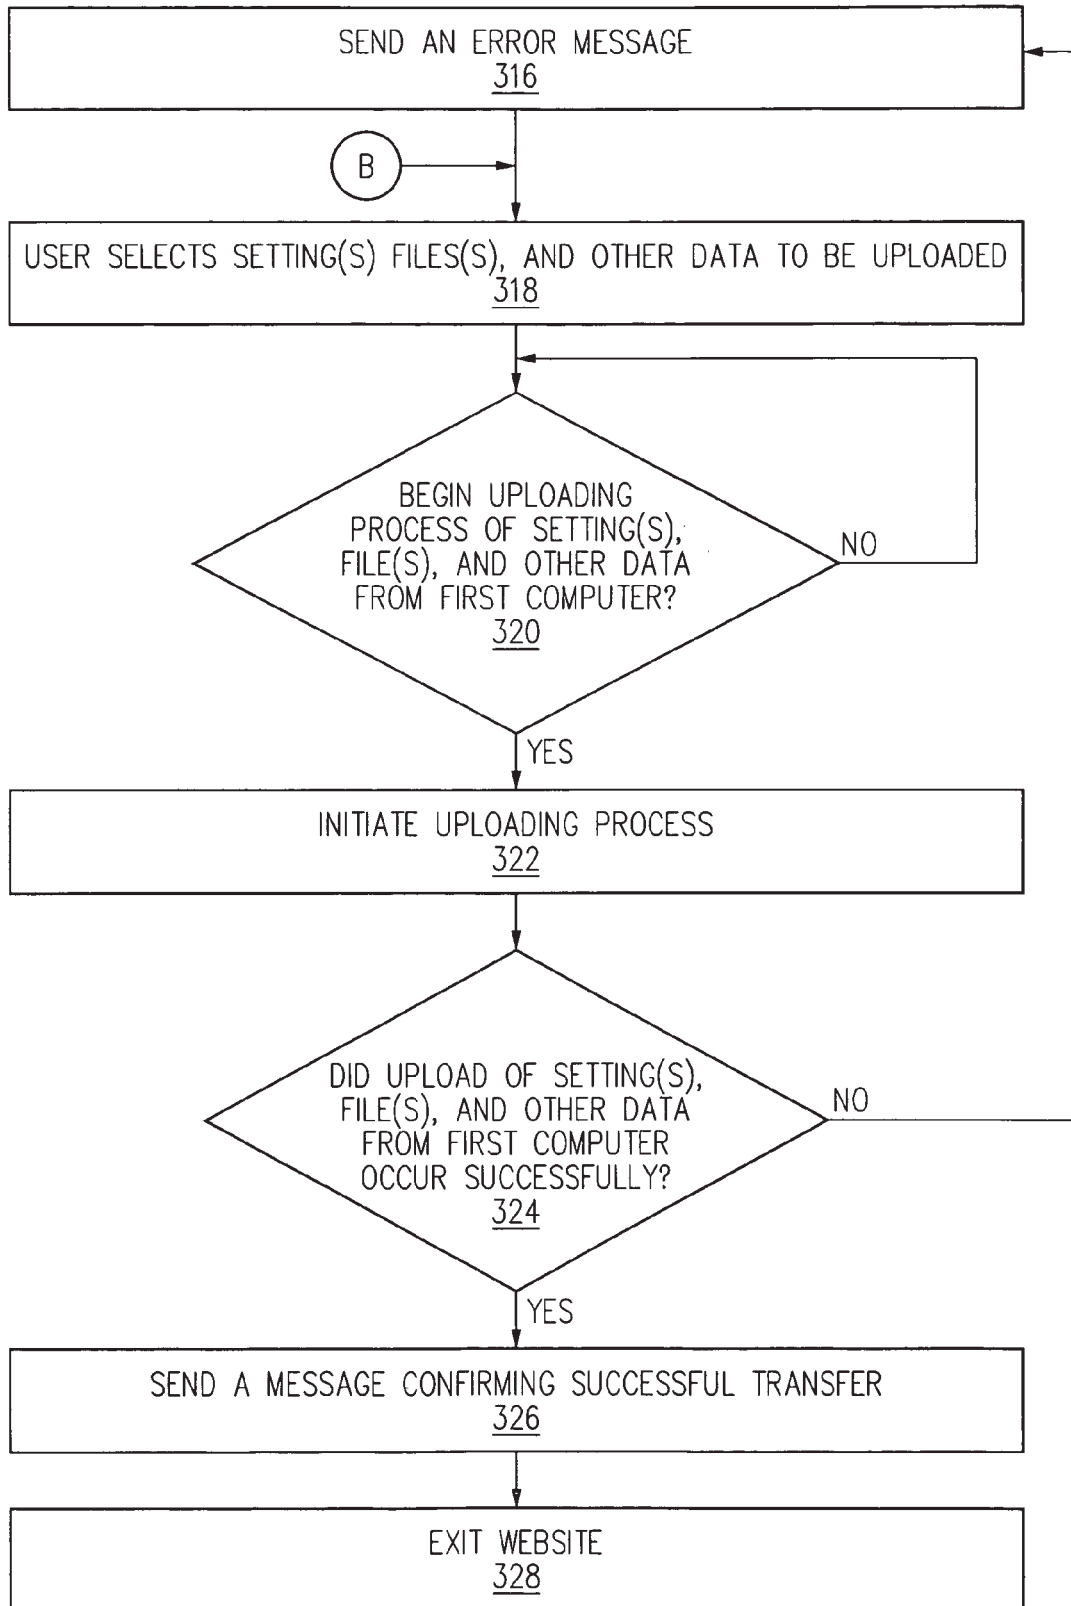 SEND AN ERROR MESSAGE
316
B
USER SELECTS SETTING(S) FILES(S), AND OTHER DATA TO BE UPLOADED
318
BEGIN UPLOADING
PROCESS OF SETTING(S),
FILE(S), AND OTHER DATA
FROM FIRST COMPUTER?
320
NO
YES
INITIATE UPLOADING PROCESS
322
DID UPLOAD OF SETTING(S),
FILE(S), AND OTHER DATA
FROM FIRST COMPUTER
OCCUR SUCCESSFULLY?
324
NO
YES
SEND A MESSAGE CONFIRMING SUCCESSFUL TRANSFER
326
EXIT WEBSITE
328